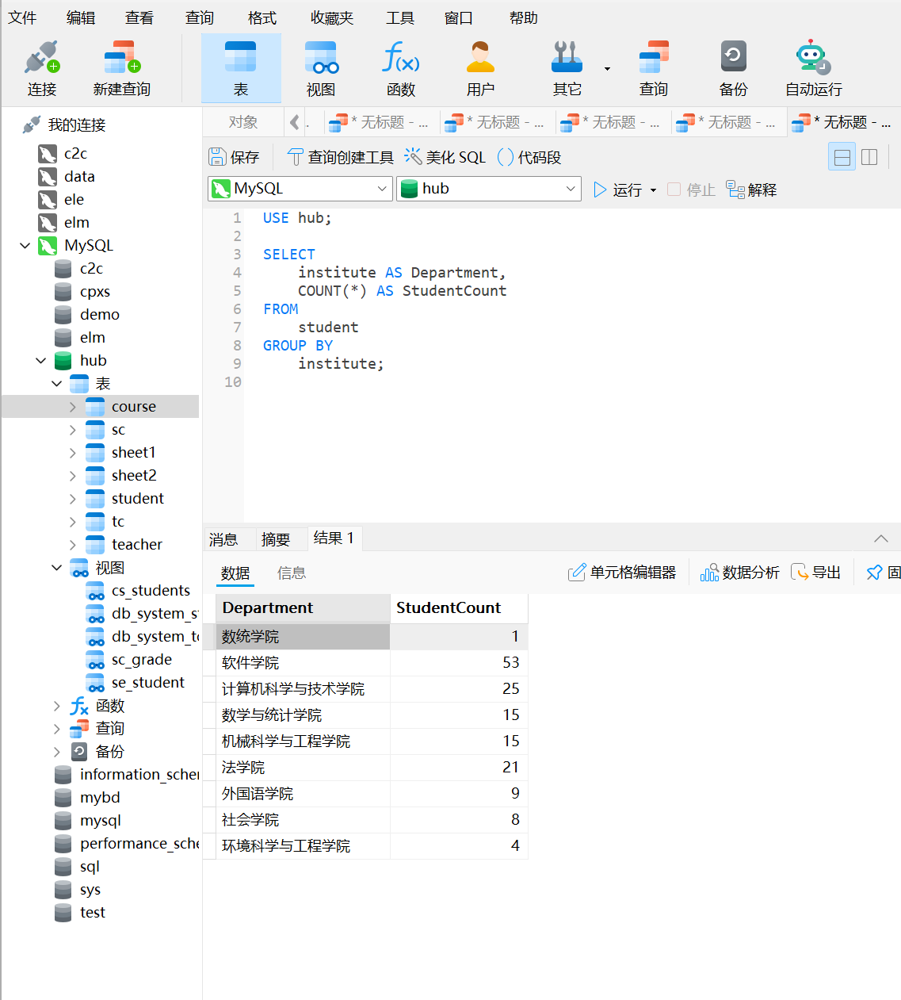 文件 编辑 查看 查询 格式 收藏夹 工具 窗口 帮助
连接 新建查询 表 视图 函数 用户 其它 查询 备份 自动运行
我的连接
c2c
data
ele
elm
MySQL
c2c
cpxs
demo
elm
hub
表
course
sc
sheet1
sheet2
student
tc
teacher
视图
cs_students
db_system_s
db_system_t
sc_grade
se_student
函数
查询
备份
information_schen
mybd
mysql
performance_sche
sql
sys
test
对象 * 无标题 - ... * 无标题 - ... * 无标题 - ... * 无标题 - ... * 无标题 - ...
保存 查询创建工具 美化 SQL 代码段
MySQL hub 运行 停止 解释
1 USE hub;
2
3 SELECT
4 institute AS Department,
5 COUNT(*) AS StudentCount
6 FROM
7 student
8 GROUP BY
9 institute;
10
消息 摘要 结果 1
数据 信息 单元格编辑器 数据分析 导出 固
Department StudentCount
数统学院 1
软件学院 53
计算机科学与技术学院 25
数学与统计学院 15
机械科学与工程学院 15
法学院 21
外国语学院 9
社会学院 8
环境科学与工程学院 4